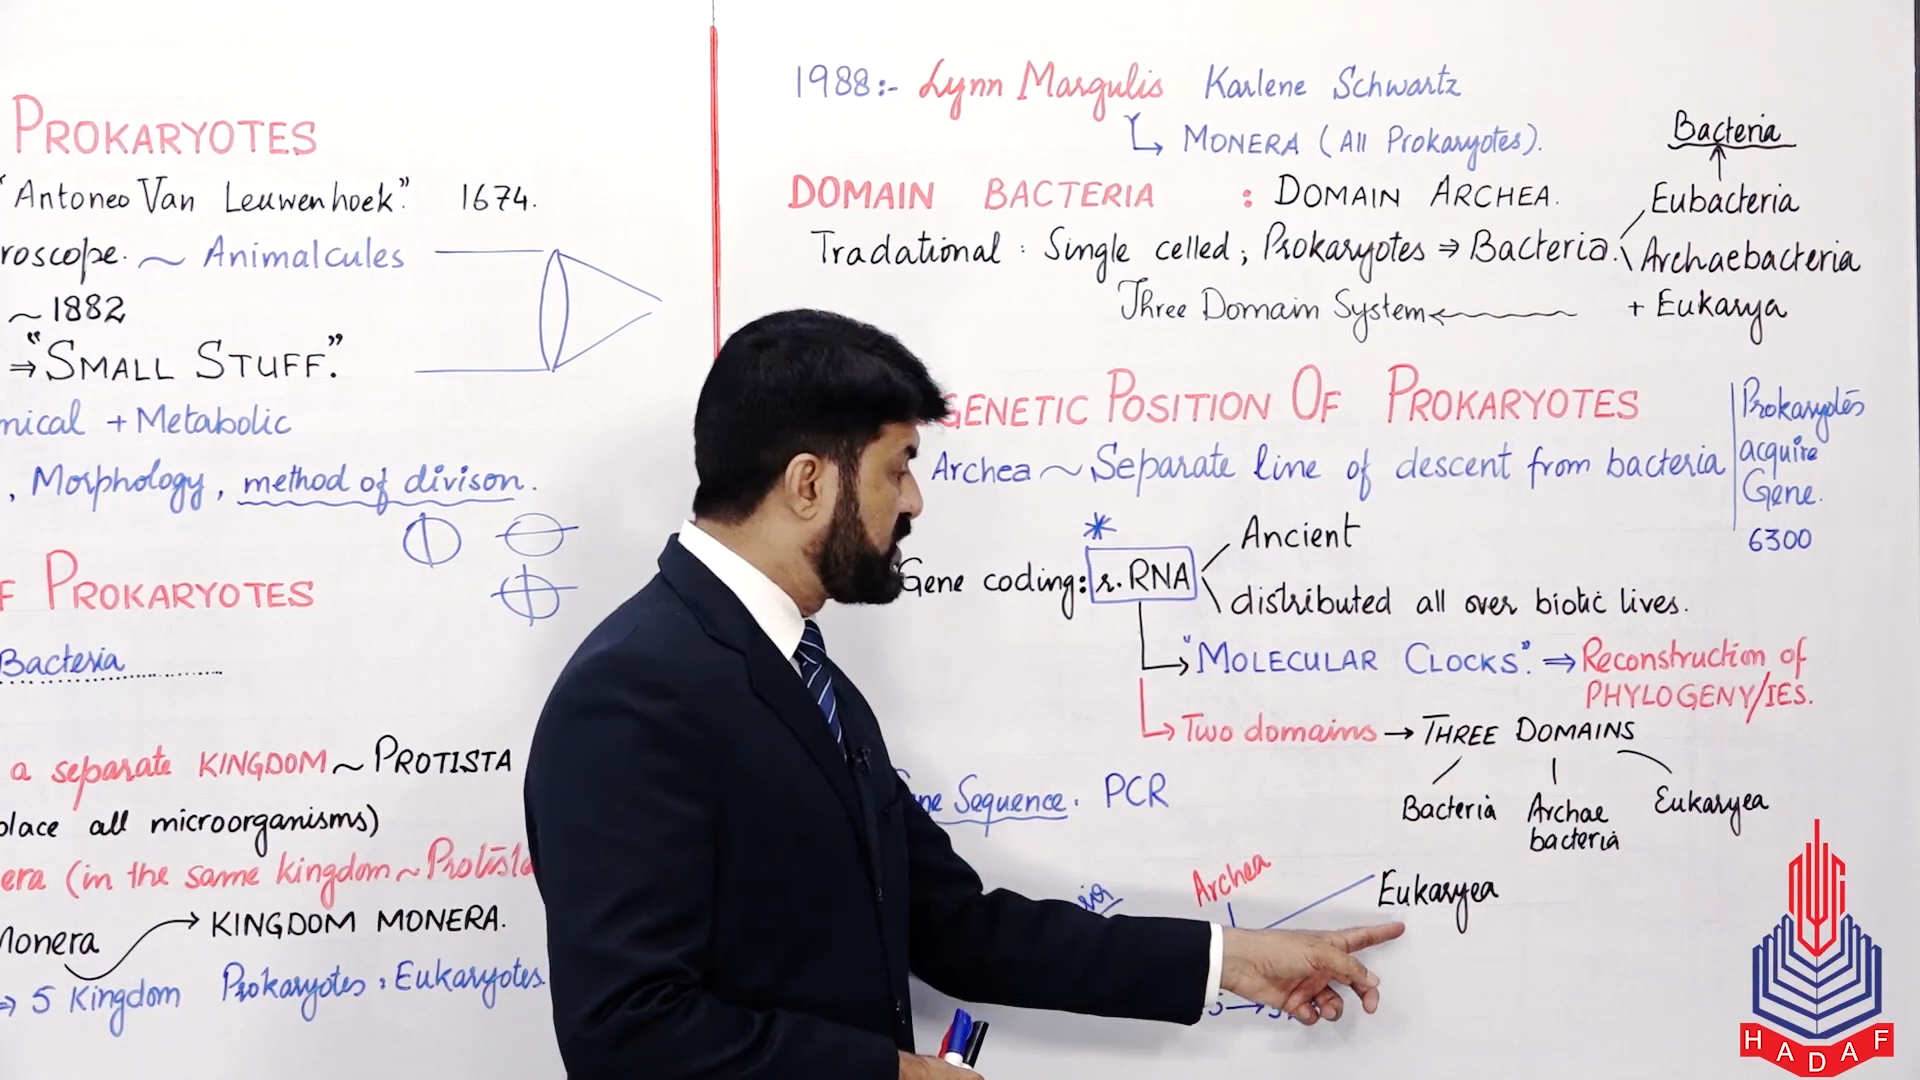 PROKARYOTES
"Antoneo Van Leuwenhoek" 1674.
roscope. ~ Animalcules
~ 1882
⇒ "SMALL STUFF."
mical + Metabolic
, Morphology, method of divison.
F PROKARYOTES
Bacteria
a separate KINGDOM ~ PROTISTA
place all microorganisms)
era (in the same kingdom ~ Protista
Monera → KINGDOM MONERA.
⇒ 5 Kingdom Prokaryotes, Eukaryotes.
1988:- Lynn Margulis Karlene Schwartz
↳ MONERA (All Prokaryotes).
Bacteria
DOMAIN BACTERIA : DOMAIN ARCHEA.
Eubacteria
Tradational : Single celled; Prokaryotes ⇒ Bacteria.
Archaebacteria
Three Domain System ← + Eukarya
GENETIC POSITION OF PROKARYOTES
Archea ~ Separate line of descent from bacteria
Prokaryotes
acquire
Gene.
6300
*
Ancient
Gene coding: r.RNA
distributed all over biotic lives.
"MOLECULAR CLOCKS". ⇒ Reconstruction of
PHYLOGENY/IES.
Two domains → THREE DOMAINS
Bacteria Archae Eukaryea
bacteria
ne Sequence. PCR
Archea
Eukaryea
HADAF